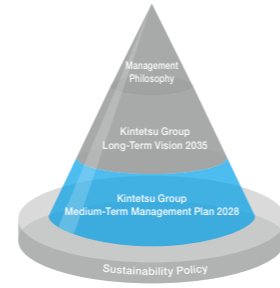 Management
Philosophy
Kintetsu Group
Long-Term Vision 2035
Kintetsu Group
Medium-Term Management Plan 2028
Sustainability Policy